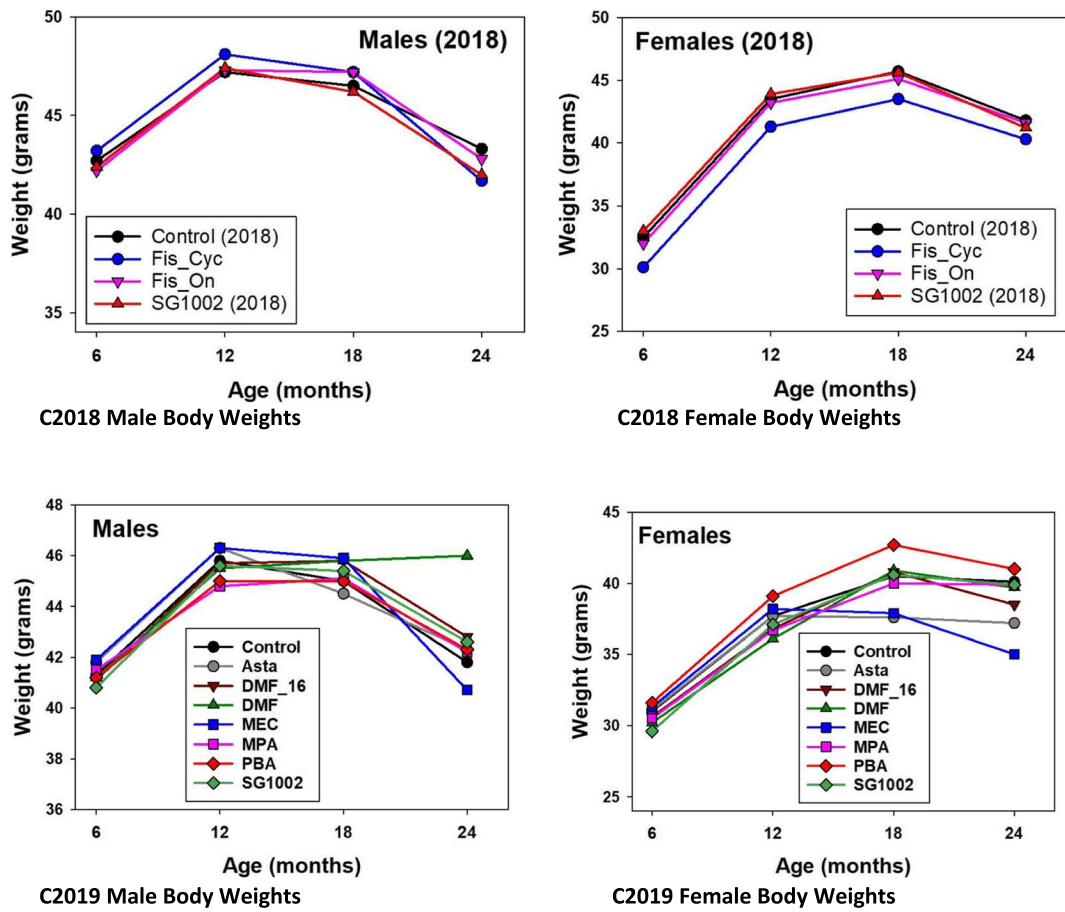 Males (2018)
Weight (grams)
50
45
40
35
Control (2018)
Fis_Cyc
Fis_On
SG1002 (2018)
6 12 18 24
Age (months)
C2018 Male Body Weights
Females (2018)
Weight (grams)
50
45
40
35
30
25
Control (2018)
Fis_Cyc
Fis_On
SG1002 (2018)
6 12 18 24
Age (months)
C2018 Female Body Weights
Males
Weight (grams)
48
46
44
42
40
38
36
Control
Asta
DMF_16
DMF
MEC
MPA
PBA
SG1002
6 12 18 24
Age (months)
C2019 Male Body Weights
Females
Weight (grams)
45
40
35
30
25
Control
Asta
DMF_16
DMF
MEC
MPA
PBA
SG1002
6 12 18 24
Age (months)
C2019 Female Body Weights